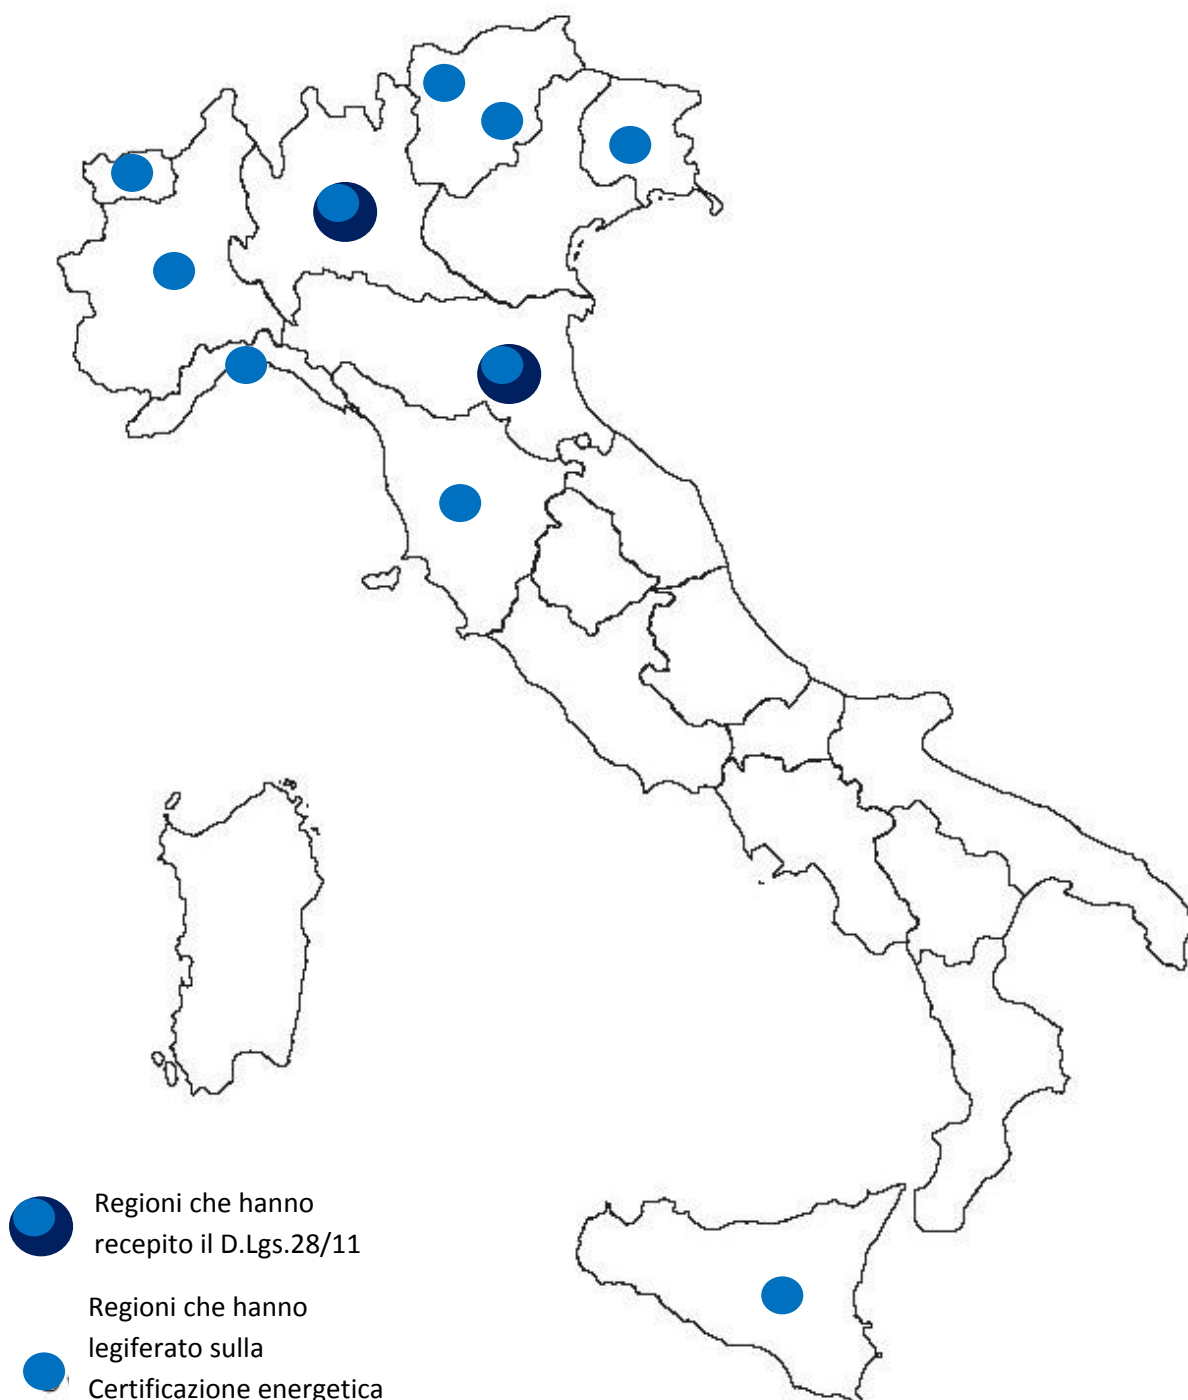 Regioni che hanno
recepito il D.Lgs.28/11
Regioni che hanno
legiferato sulla
Certificazione energetica